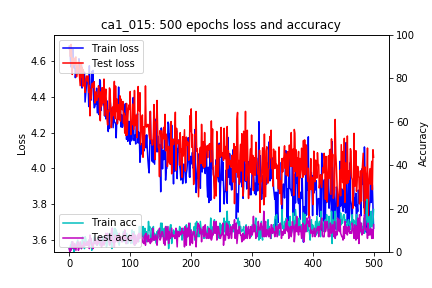 ca1_015: 500 epochs loss and accuracy
Train loss
Test loss
Train acc
Test acc
Loss
4.6
4.4
4.2
4.0
3.8
3.6
Accuracy
100
80
60
40
20
0
0
100
200
300
400
500